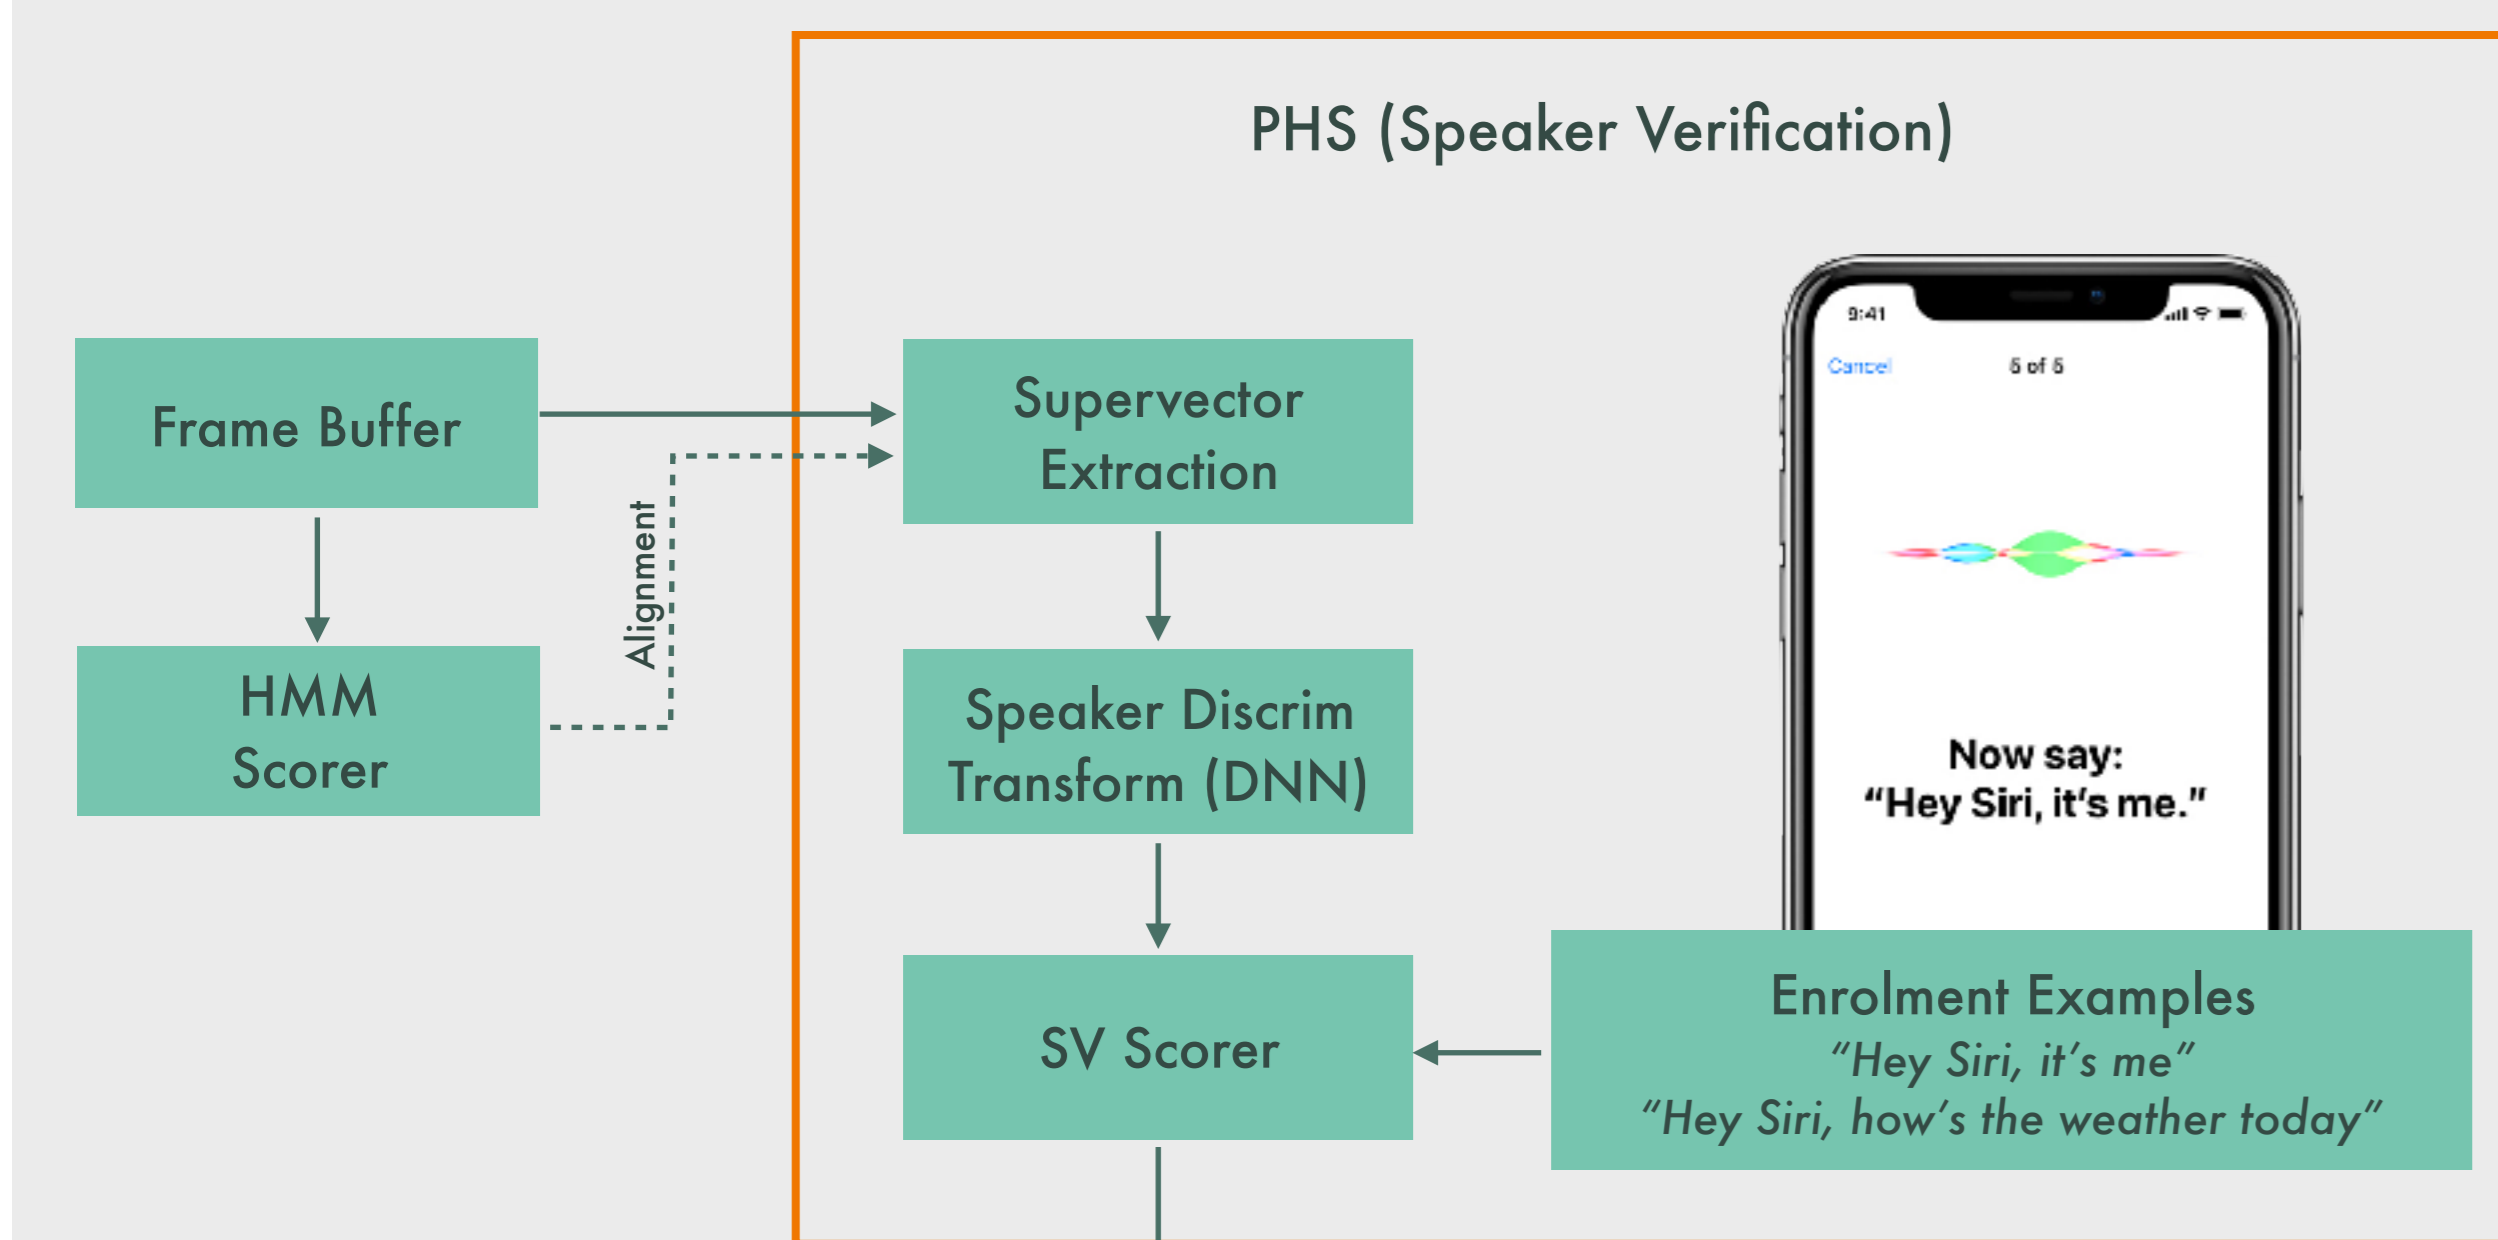 PHS (Speaker Verification)
Frame Buffer
HMM
Scorer
Alignment
Supervector
Extraction
Speaker Discrim
Transform (DNN)
SV Scorer
9:41
Cancel
5 of 5
Now say:
“Hey Siri, it’s me.”
Enrolment Examples
“Hey Siri, it’s me”
“Hey Siri, how’s the weather today”